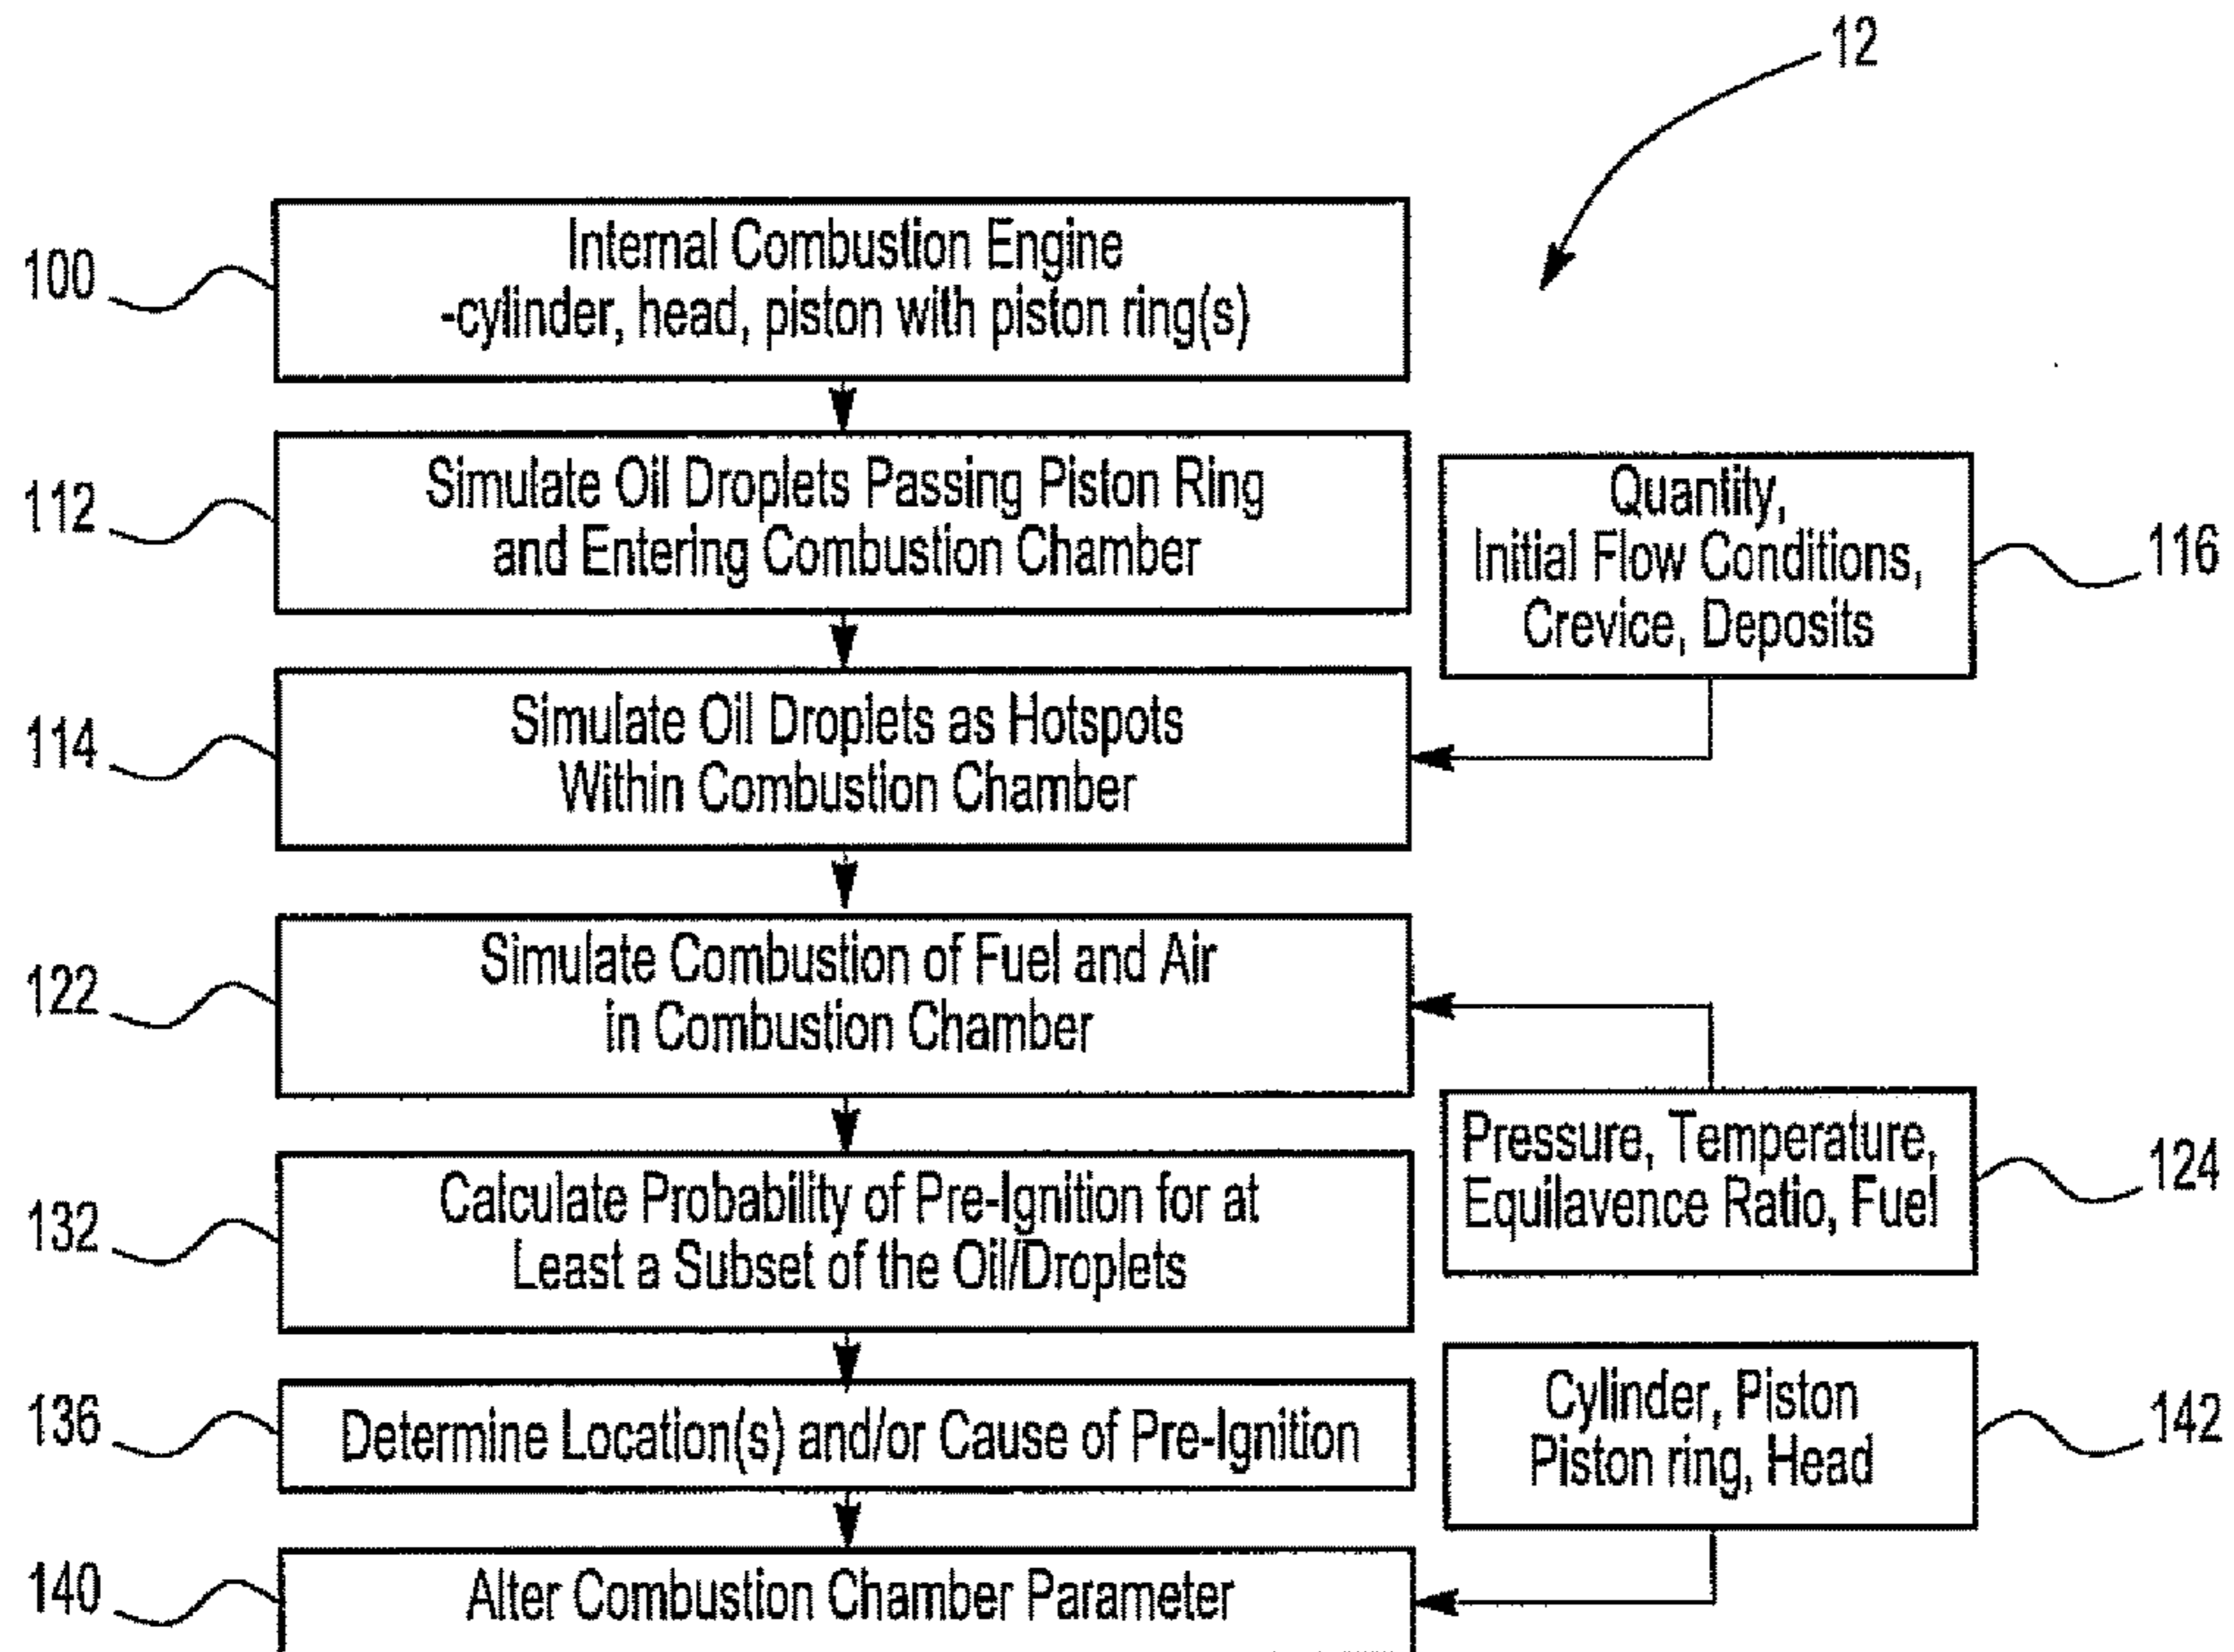 12
100
Internal Combustion Engine
-cylinder, head, piston with piston ring(s)
112
Simulate Oil Droplets Passing Piston Ring
and Entering Combustion Chamber
Quantity,
Initial Flow Conditions,
Crevice, Deposits
116
114
Simulate Oil Droplets as Hotspots
Within Combustion Chamber
122
Simulate Combustion of Fuel and Air
in Combustion Chamber
Pressure, Temperature,
Equilavence Ratio, Fuel
124
132
Calculate Probability of Pre-Ignition for at
Least a Subset of the Oil/Droplets
136
Determine Location(s) and/or Cause of Pre-Ignition
Cylinder, Piston
Piston ring, Head
142
140
Alter Combustion Chamber Parameter